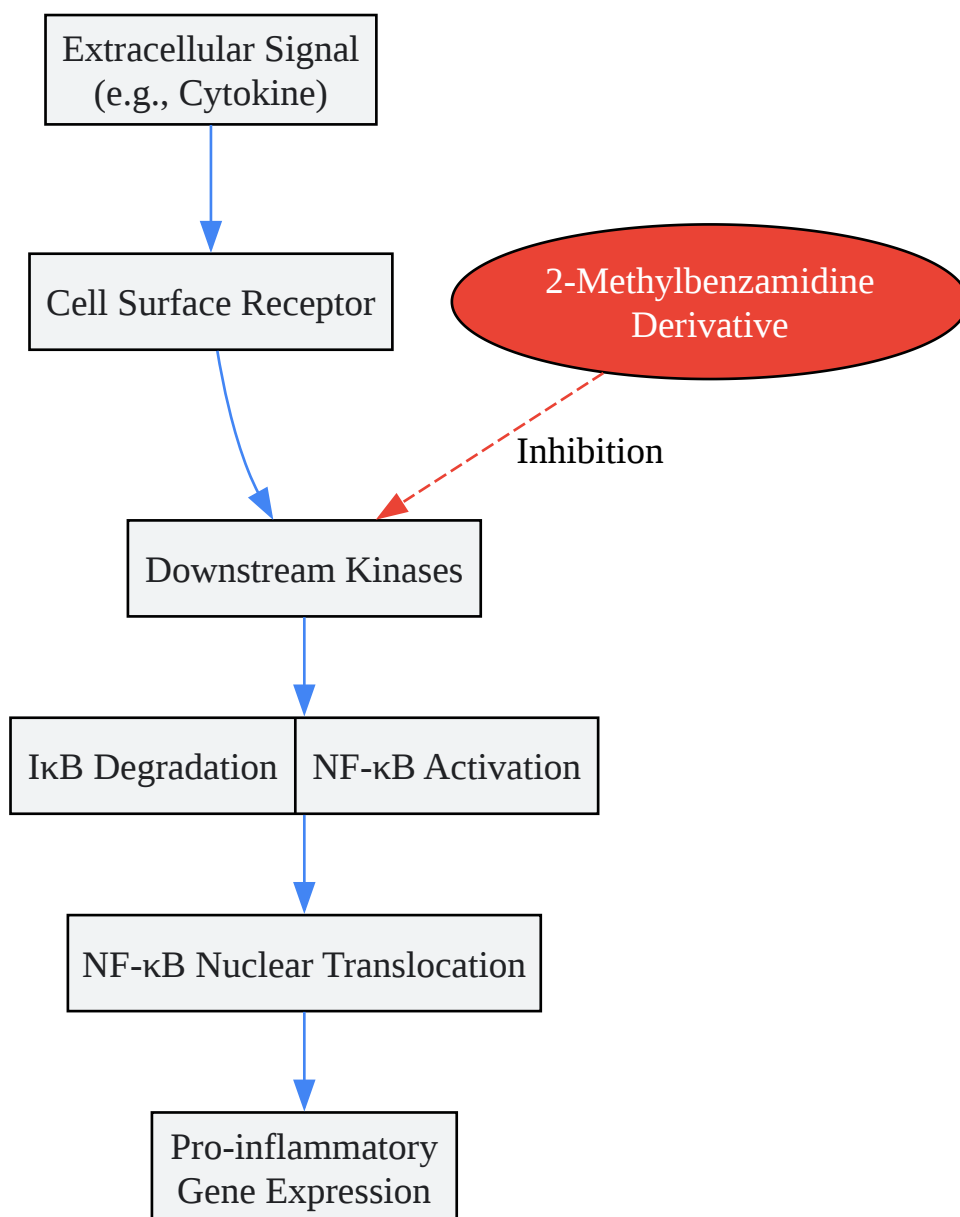 Extracellular Signal
(e.g., Cytokine)
Cell Surface Receptor
2-Methylbenzamidine
Derivative
Inhibition
Downstream Kinases
IκB Degradation
NF-κB Activation
NF-κB Nuclear Translocation
Pro-inflammatory
Gene Expression